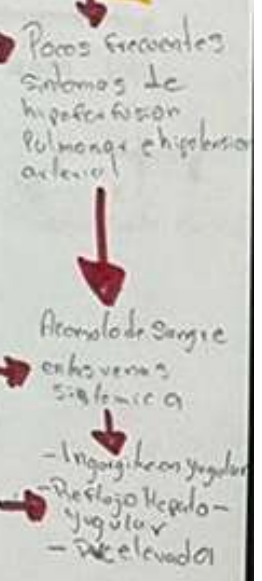 Pocos frecuentes
sintomas de
hipoperfusion
Pulmonar e hipotension
arterial
Acomulo de Sangre
en las venas
sistemica
- Ingurgitacion yugular
- Reflujo Hepato-
yugular
- elevada